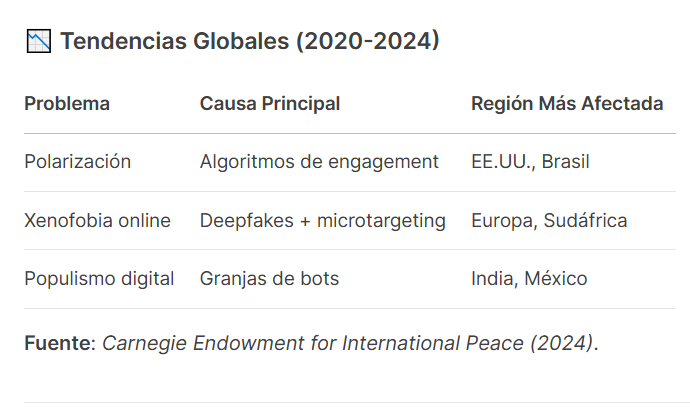 Tendencias Globales (2020-2024)
Problema Causa Principal Región Más Afectada
Polarización Algoritmos de engagement EE.UU., Brasil
Xenofobia online Deepfakes + microtargeting Europa, Sudáfrica
Populismo digital Granjas de bots India, México
Fuente: Carnegie Endowment for International Peace (2024).